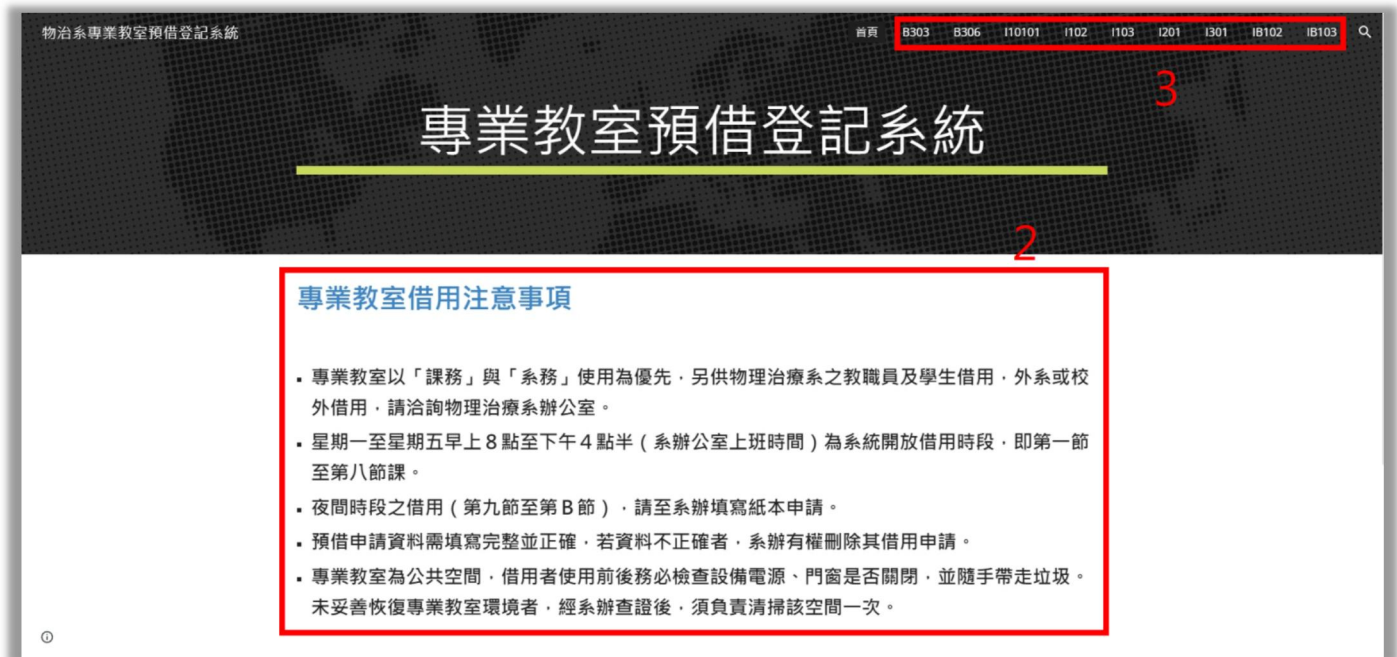 物治系專業教室預借登記系統
首頁 B303 B306 I10101 I102 I103 I201 I301 IB102 IB103
3
專業教室預借登記系統
2
專業教室借用注意事項
▪ 專業教室以「課務」與「系務」使用為優先，另供物理治療系之教職員及學生借用，外系或校
外借用，請洽詢物理治療系辦公室。
▪ 星期一至星期五早上８點至下午４點半（系辦公室上班時間）為系統開放借用時段，即第一節
至第八節課。
▪ 夜間時段之借用（第九節至第Ｂ節），請至系辦填寫紙本申請。
▪ 預借申請資料需填寫完整並正確，若資料不正確者，系辦有權刪除其借用申請。
▪ 專業教室為公共空間，借用者使用前後務必檢查設備電源、門窗是否關閉，並隨手帶走垃圾。
未妥善恢復專業教室環境者，經系辦查證後，須負責清掃該空間一次。